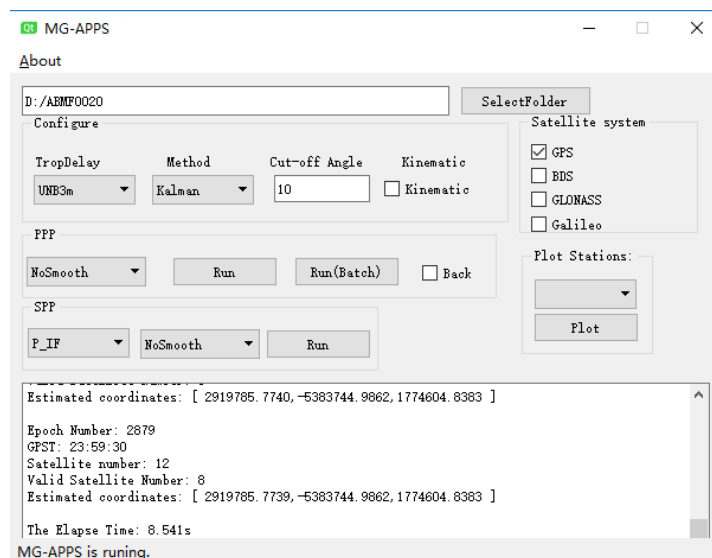 MG-APPS
About
D:/ABMF0020
SelectFolder
Configure
Satellite system
TropDelay Method Cut-off Angle Kinematic
UNB3m Kalman 10 Kinematic
GPS
BDS
GLONASS
Galileo
PPP
NoSmooth Run Run(Batch) Back
Plot Stations:
Plot
SPP
P_IF NoSmooth Run
Estimated coordinates: [ 2919785.7740,-5383744.9862,1774604.8383 ]
Epoch Number: 2879
GPST: 23:59:30
Satellite number: 12
Valid Satellite Number: 8
Estimated coordinates: [ 2919785.7739,-5383744.9862,1774604.8383 ]
The Elapse Time: 8.541s
MG-APPS is runing.